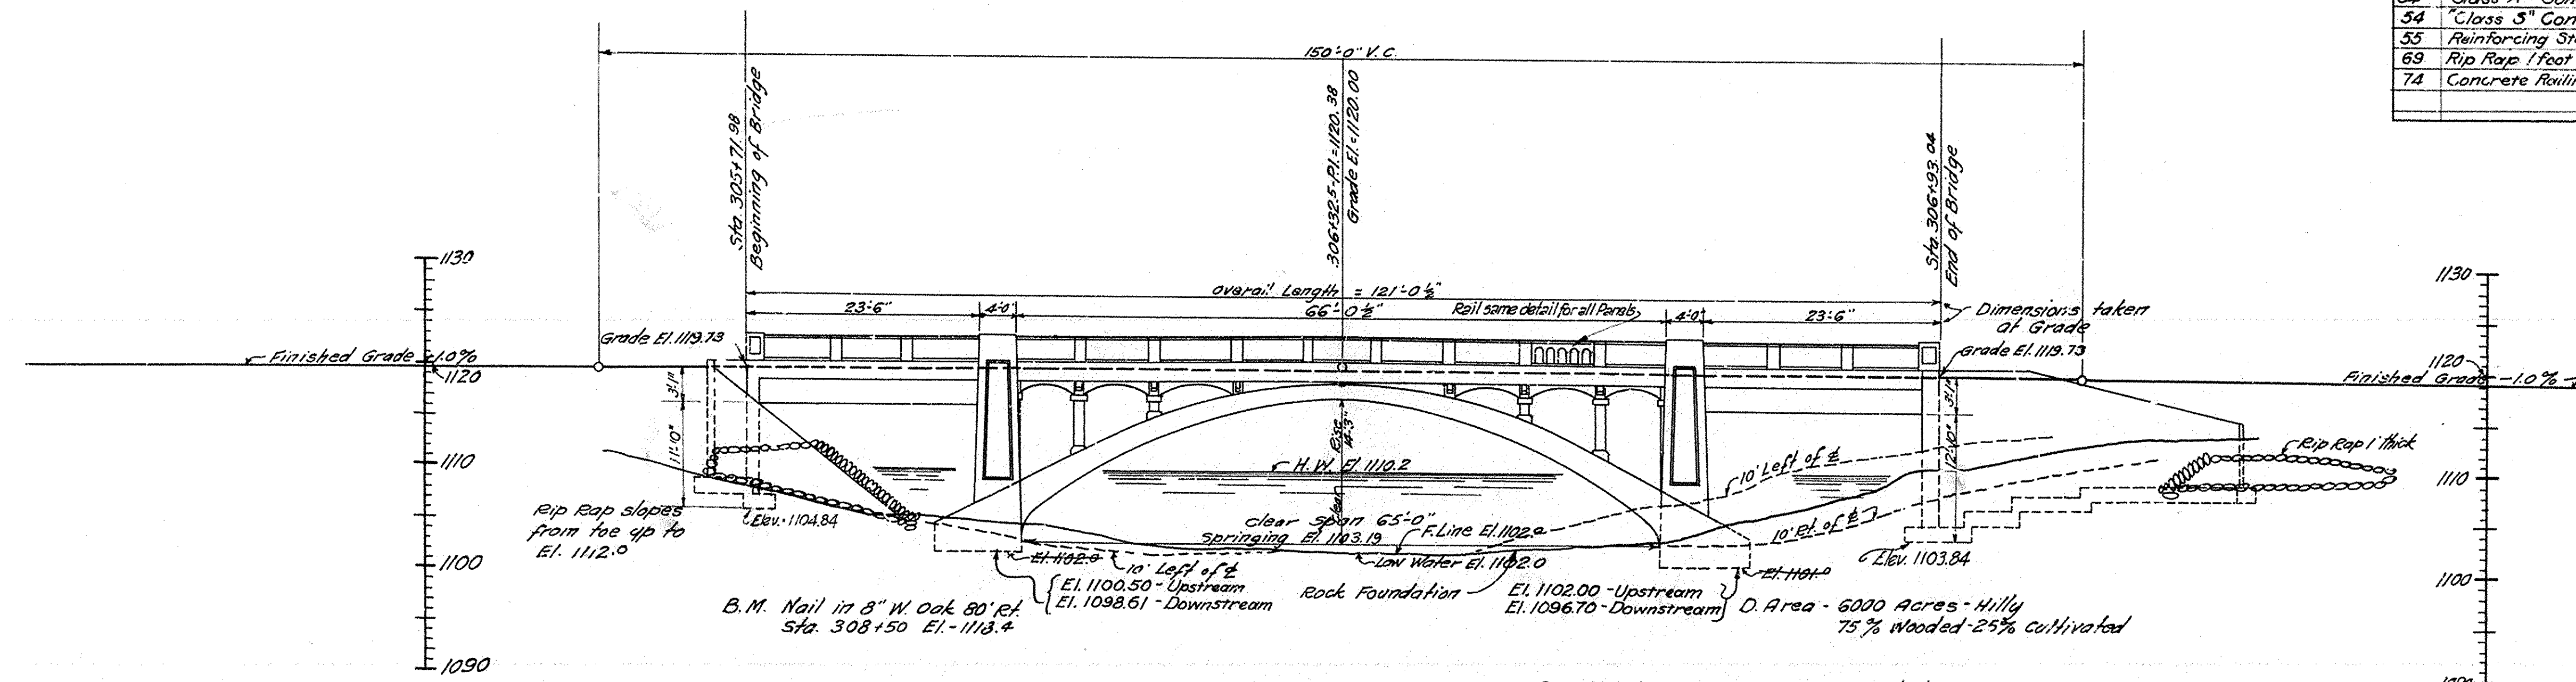 54 "Class S" Con
55 Reinforcing Ste
69 Rip Rap 1 foot
74 Concrete Railin
150'-0" V.C.
Sta. 305+71.98
Beginning of Bridge
306+32.5-P.I.=1120.38
Grade El.=1120.00
Sta. 306+93.04
End of Bridge
1130
1130
overall Length = 121'-0½"
23'-6"
4'-0"
66'-0½"
Rail same detail for all Panels
4'-0"
23'-6"
Dimensions taken
at Grade
Grade El. 1119.73
Grade El. 1119.73
Finished Grade
1.0%
1120
1120
Finished Grade
-1.0%
3'-1"
3'-1"
11'-10"
12'-10"
Rise
14'-3"
1110
1110
H.W. El. 1110.2
10' Left of ℄
Rip Rap 1' thick
Rip Rap slopes
from toe up to
El. 1112.0
Elev. 1104.84
clear span 65'-0"
Springing El. 1103.19
F.Line El. 1102.2
10' Rt. of ℄
Elev. 1103.84
1100
1100
El. 1102.0
10' Left of ℄
Low Water El. 1102.0
El. 1101.0
El. 1100.50 - Upstream
El. 1098.61 - Downstream
Rock Foundation
El. 1102.00 - Upstream
El. 1096.70 - Downstream
B.M. Nail in 8" W. Oak 80' Rt.
Sta. 308+50 El. - 1113.4
D. Area - 6000 Acres - Hilly
75% Wooded - 25% Cultivated
1090